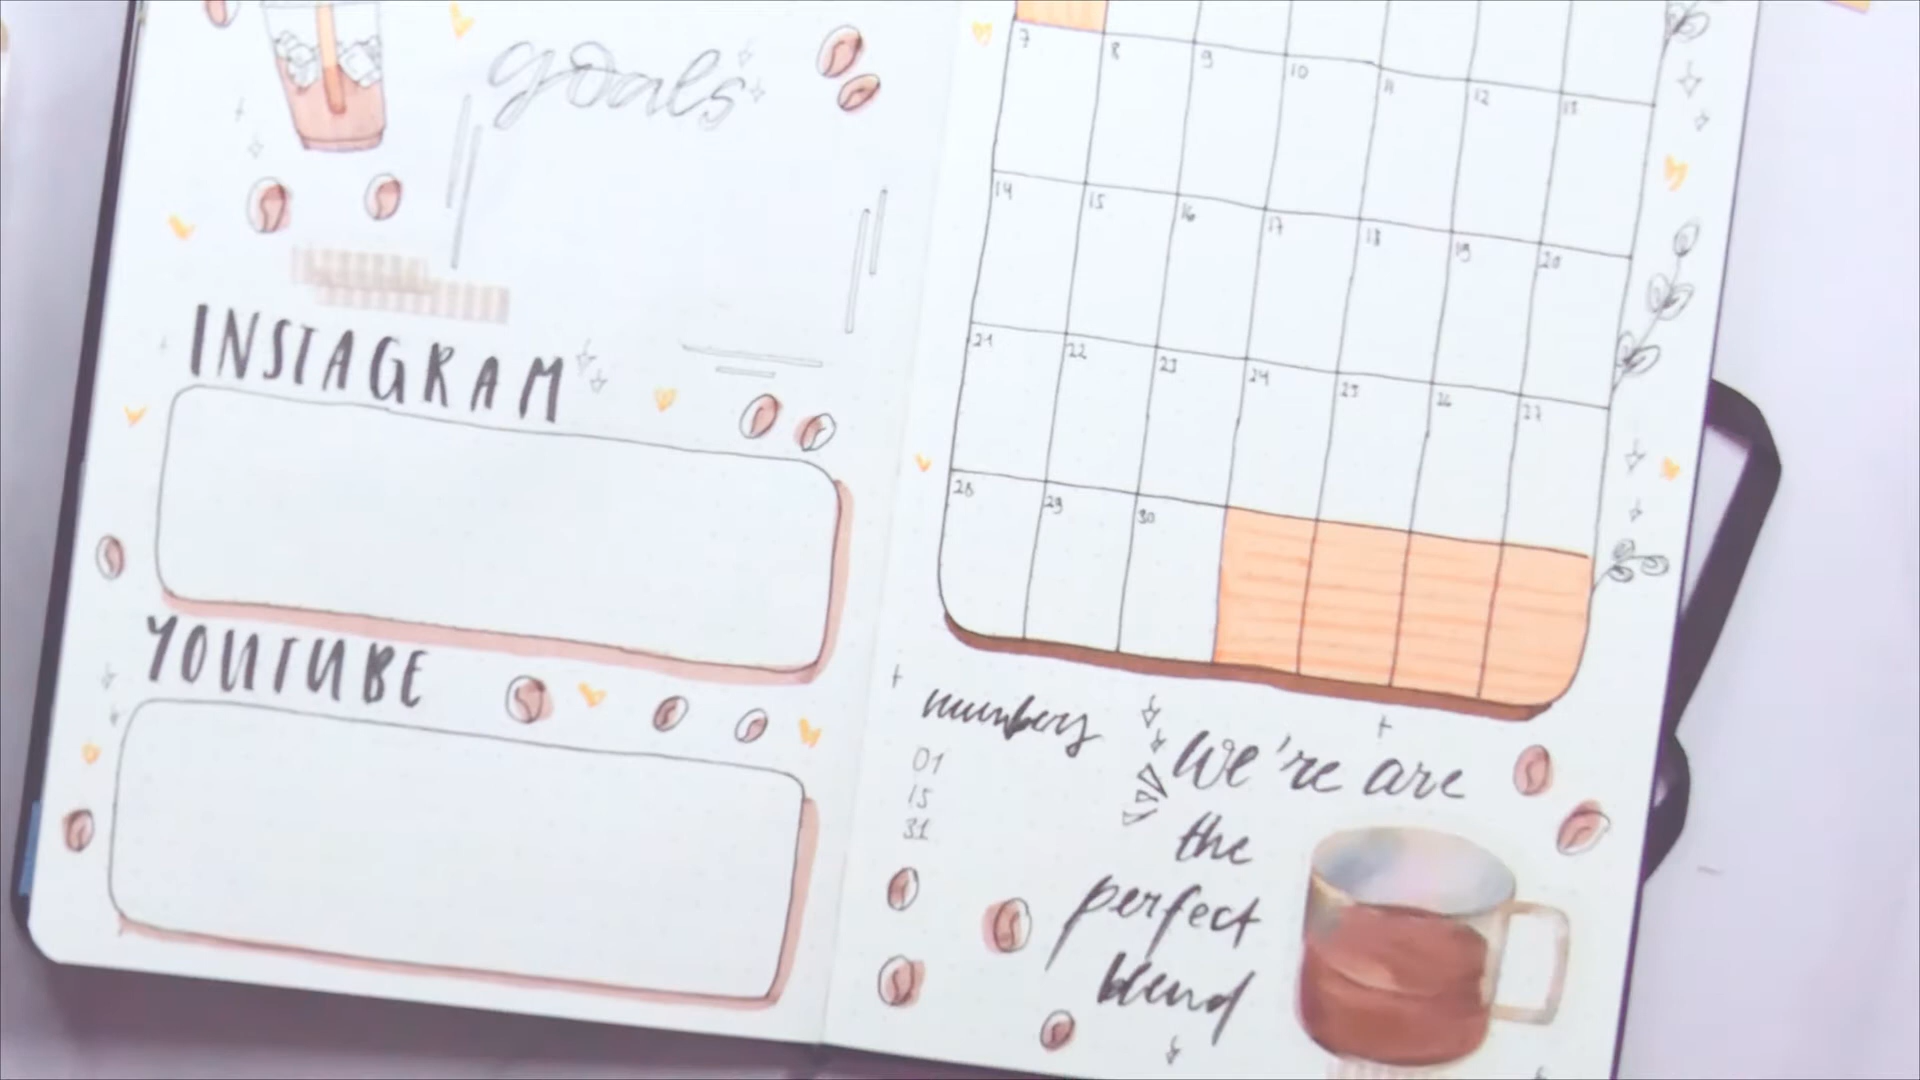 goals
INSTAGRAM
YOUTUBE
7 8 9 10 11 12 13
14 15 16 17 18 19 20
21 22 23 24 25 26 27
28 29 30
numbers
01
15
31
We're are
the
perfect
blend